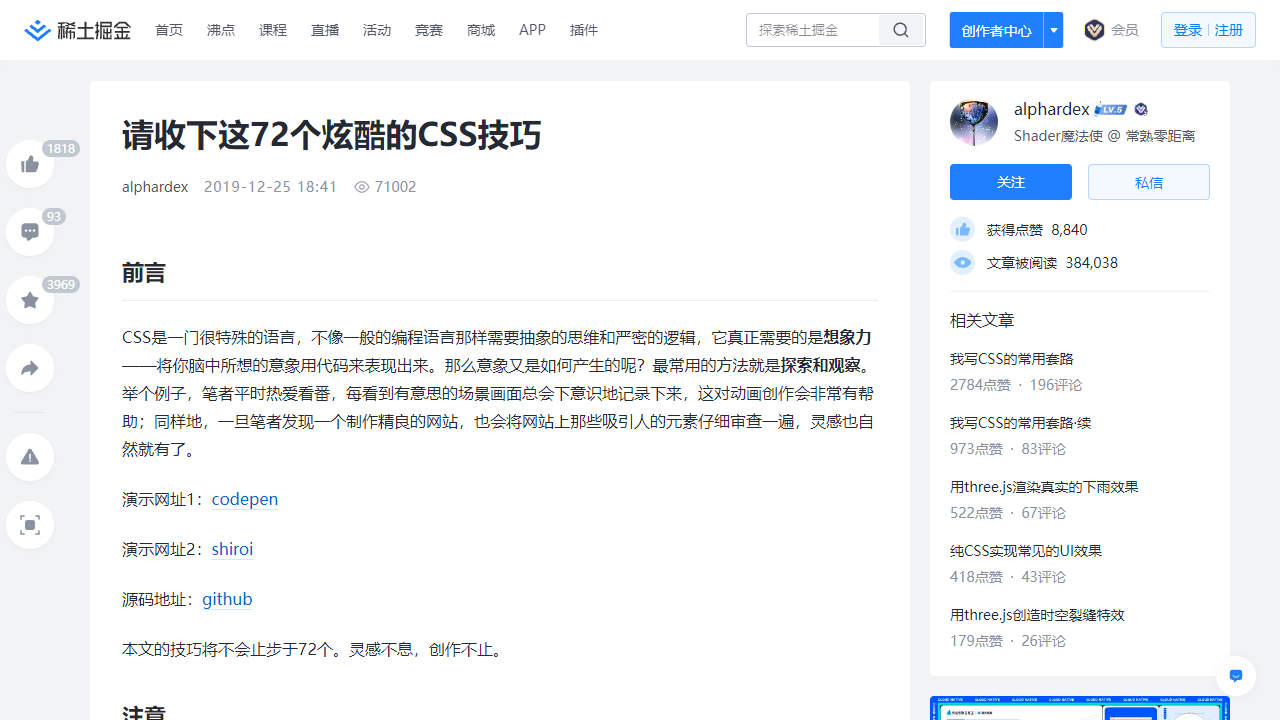 稀土掘金 首页 沸点 课程 直播 活动 竞赛 商城 APP 插件 探索稀土掘金 创作者中心 会员 登录 注册
请收下这72个炫酷的CSS技巧
alphardex 2019-12-25 18:41 71002
1818
93
3969
前言
CSS是一门很特殊的语言，不像一般的编程语言那样需要抽象的思维和严密的逻辑，它真正需要的是想象力
——将你脑中所想的意象用代码来表现出来。那么意象又是如何产生的呢？最常用的方法就是探索和观察。
举个例子，笔者平时热爱看番，每看到有意思的场景画面总会下意识地记录下来，这对动画创作会非常有帮
助；同样地，一旦笔者发现一个制作精良的网站，也会将网站上那些吸引人的元素仔细审查一遍，灵感也自
然就有了。
演示网址1：codepen
演示网址2：shiroi
源码地址：github
本文的技巧将不会止步于72个。灵感不息，创作不止。
注意
alphardex LV.5
Shader魔法使 @ 常熟零距离
关注 私信
获得点赞 8,840
文章被阅读 384,038
相关文章
我写CSS的常用套路
2784点赞 · 196评论
我写CSS的常用套路·续
973点赞 · 83评论
用three.js渲染真实的下雨效果
522点赞 · 67评论
纯CSS实现常见的UI效果
418点赞 · 43评论
用three.js创造时空裂缝特效
179点赞 · 26评论
CLOUD NATIVE CLOUD NATIVE CLOUD NATIVE CLOUD NATIVE CLOUD NATIVE CLOUD NATIVE CLOUD NATIVE